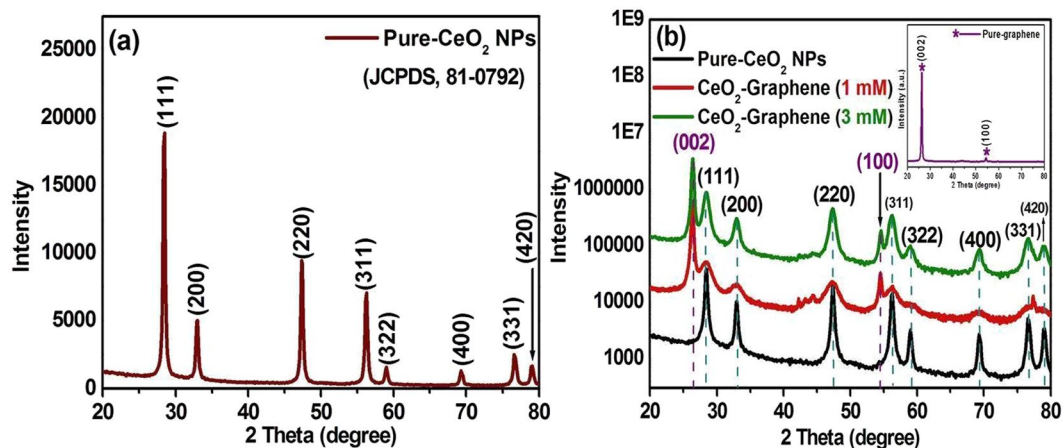 (a)
Pure-CeO₂ NPs
(JCPDS, 81-0792)
(111)
(200)
(220)
(311)
(322)
(400)
(331)
(420)
25000
20000
15000
10000
5000
0
Intensity
20 30 40 50 60 70 80
2 Theta (degree)
(b)
Pure-CeO₂ NPs
CeO₂-Graphene (1 mM)
CeO₂-Graphene (3 mM)
(002)
(111)
(200)
(220)
(100)
(311)
(322)
(400)
(331)
(420)
1E9
1E8
1E7
1000000
100000
10000
1000
Intensity
20 30 40 50 60 70 80
2 Theta (degree)
Pure-graphene
* (002)
* (100)
Intensity (a.u.)
20 30 40 50 60 70 80
2 Theta (degree)